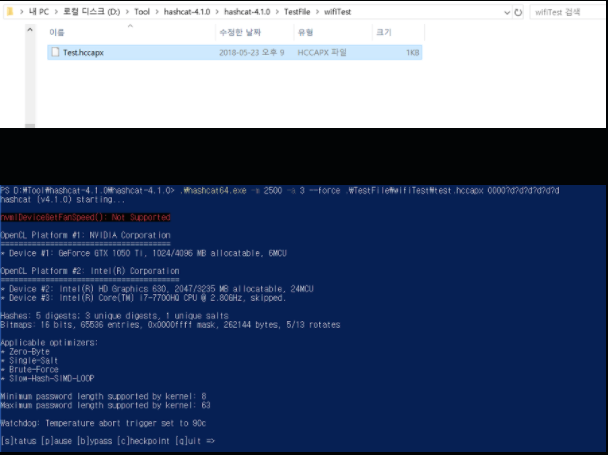 › 내 PC › 로컬 디스크 (D:) › Tool › hashcat-4.1.0 › hashcat-4.1.0 › TestFile › wifiTest
wifiTest 검색
이름 수정한 날짜 유형 크기
Test.hccapx 2018-05-23 오후 9 HCCAPX 파일 1KB
PS D:₩Tool₩hashcat-4.1.0₩hashcat-4.1.0> .₩hashcat64.exe -m 2500 -a 3 --force .₩TestFile₩wifiTest₩test.hccapx 0000?d?d?d?d?d
hashcat (v4.1.0) starting...
nvmlDeviceGetFanSpeed(): Not Supported
OpenCL Platform #1: NVIDIA Corporation
======================================
* Device #1: GeForce GTX 1050 Ti, 1024/4096 MB allocatable, 6MCU
OpenCL Platform #2: Intel(R) Corporation
========================================
* Device #2: Intel(R) HD Graphics 630, 2047/3235 MB allocatable, 24MCU
* Device #3: Intel(R) Core(TM) i7-7700HQ CPU @ 2.80GHz, skipped.
Hashes: 5 digests; 3 unique digests, 1 unique salts
Bitmaps: 16 bits, 65536 entries, 0x0000ffff mask, 262144 bytes, 5/13 rotates
Applicable optimizers:
* Zero-Byte
* Single-Salt
* Brute-Force
* Slow-Hash-SIMD-LOOP
Minimum password length supported by kernel: 8
Maximum password length supported by kernel: 63
Watchdog: Temperature abort trigger set to 90c
[s]tatus [p]ause [b]ypass [c]heckpoint [q]uit =>